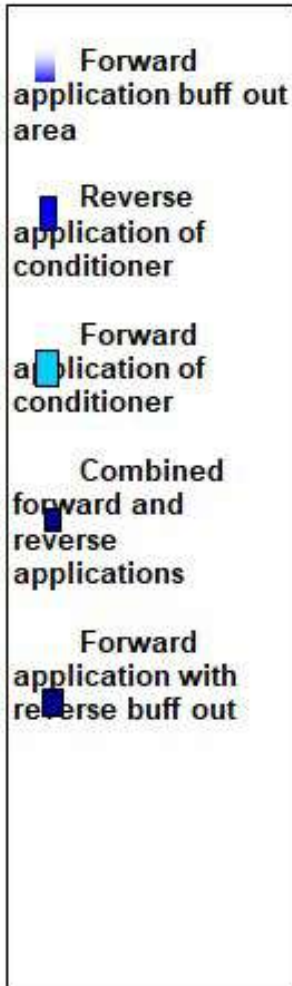 Forward
application buff out
area
Reverse
application of
conditioner
Forward
application of
conditioner
Combined
forward and
reverse
applications
Forward
application with
reverse buff out